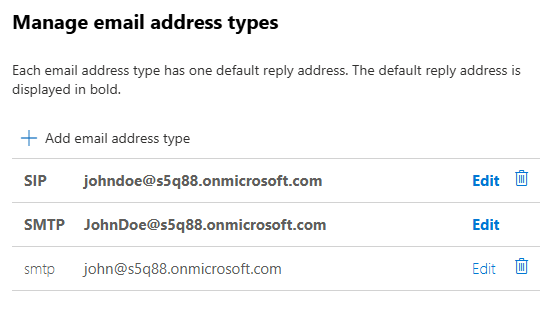 Manage email address types
Each email address type has one default reply address. The default reply address is
displayed in bold.
+ Add email address type
SIP johndoe@s5q88.onmicrosoft.com Edit
SMTP JohnDoe@s5q88.onmicrosoft.com Edit
smtp john@s5q88.onmicrosoft.com Edit